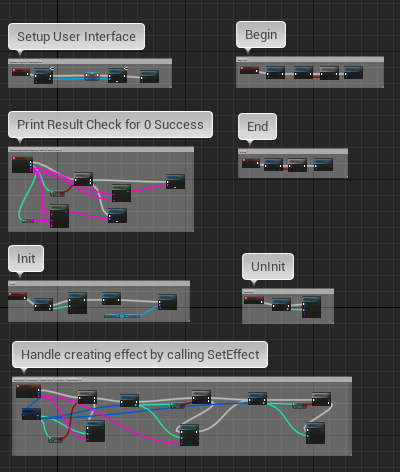 Setup User Interface
Begin
Print Result Check for 0 Success
End
Init
UnInit
Handle creating effect by calling SetEffect